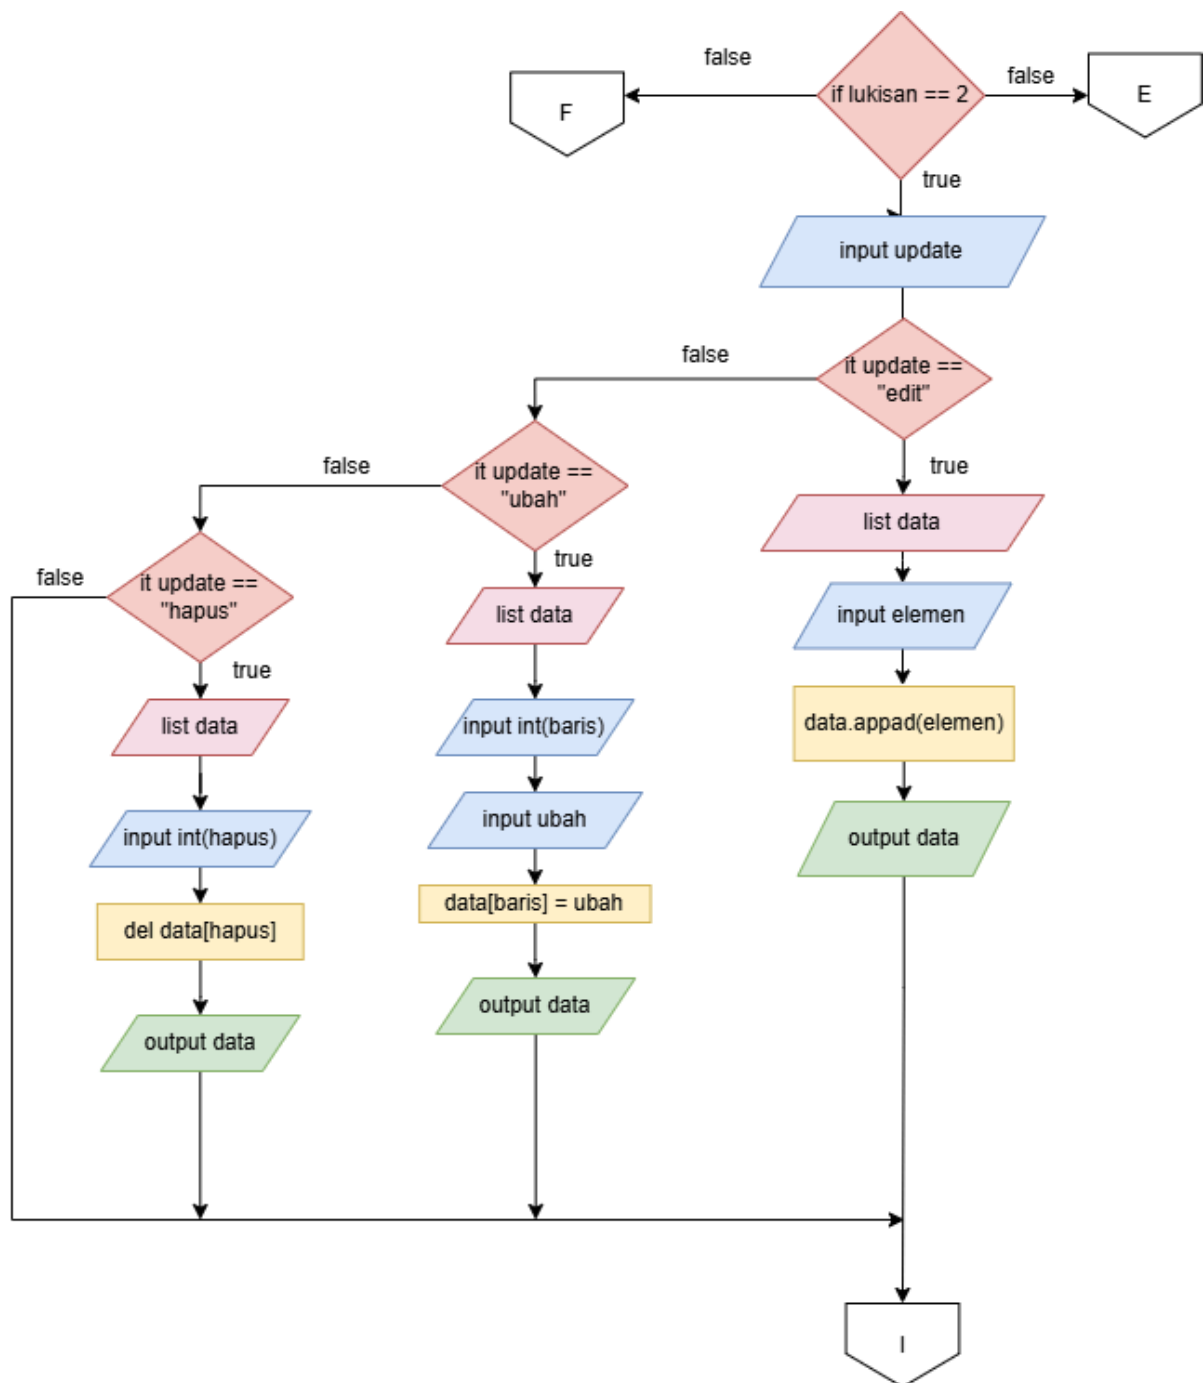 false
if lukisan == 2
false
F
E
true
input update
false
it update ==
"edit"
true
false
it update ==
"ubah"
true
list data
false
it update ==
"hapus"
true
list data
input elemen
list data
input int(baris)
data.appad(elemen)
input int(hapus)
input ubah
output data
del data[hapus]
data[baris] = ubah
output data
output data
I